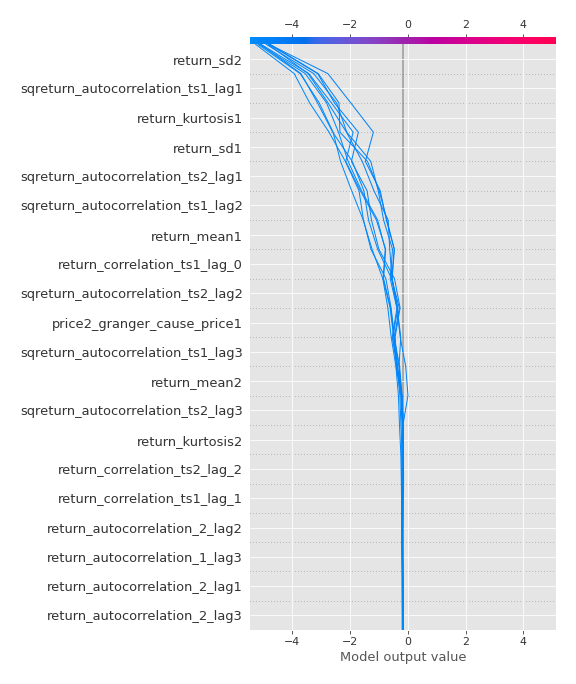 −4 −2 0 2 4
return_sd2
sqreturn_autocorrelation_ts1_lag1
return_kurtosis1
return_sd1
sqreturn_autocorrelation_ts2_lag1
sqreturn_autocorrelation_ts1_lag2
return_mean1
return_correlation_ts1_lag_0
sqreturn_autocorrelation_ts2_lag2
price2_granger_cause_price1
sqreturn_autocorrelation_ts1_lag3
return_mean2
sqreturn_autocorrelation_ts2_lag3
return_kurtosis2
return_correlation_ts2_lag_2
return_correlation_ts1_lag_1
return_autocorrelation_2_lag2
return_autocorrelation_1_lag3
return_autocorrelation_2_lag1
return_autocorrelation_2_lag3
−4 −2 0 2 4
Model output value